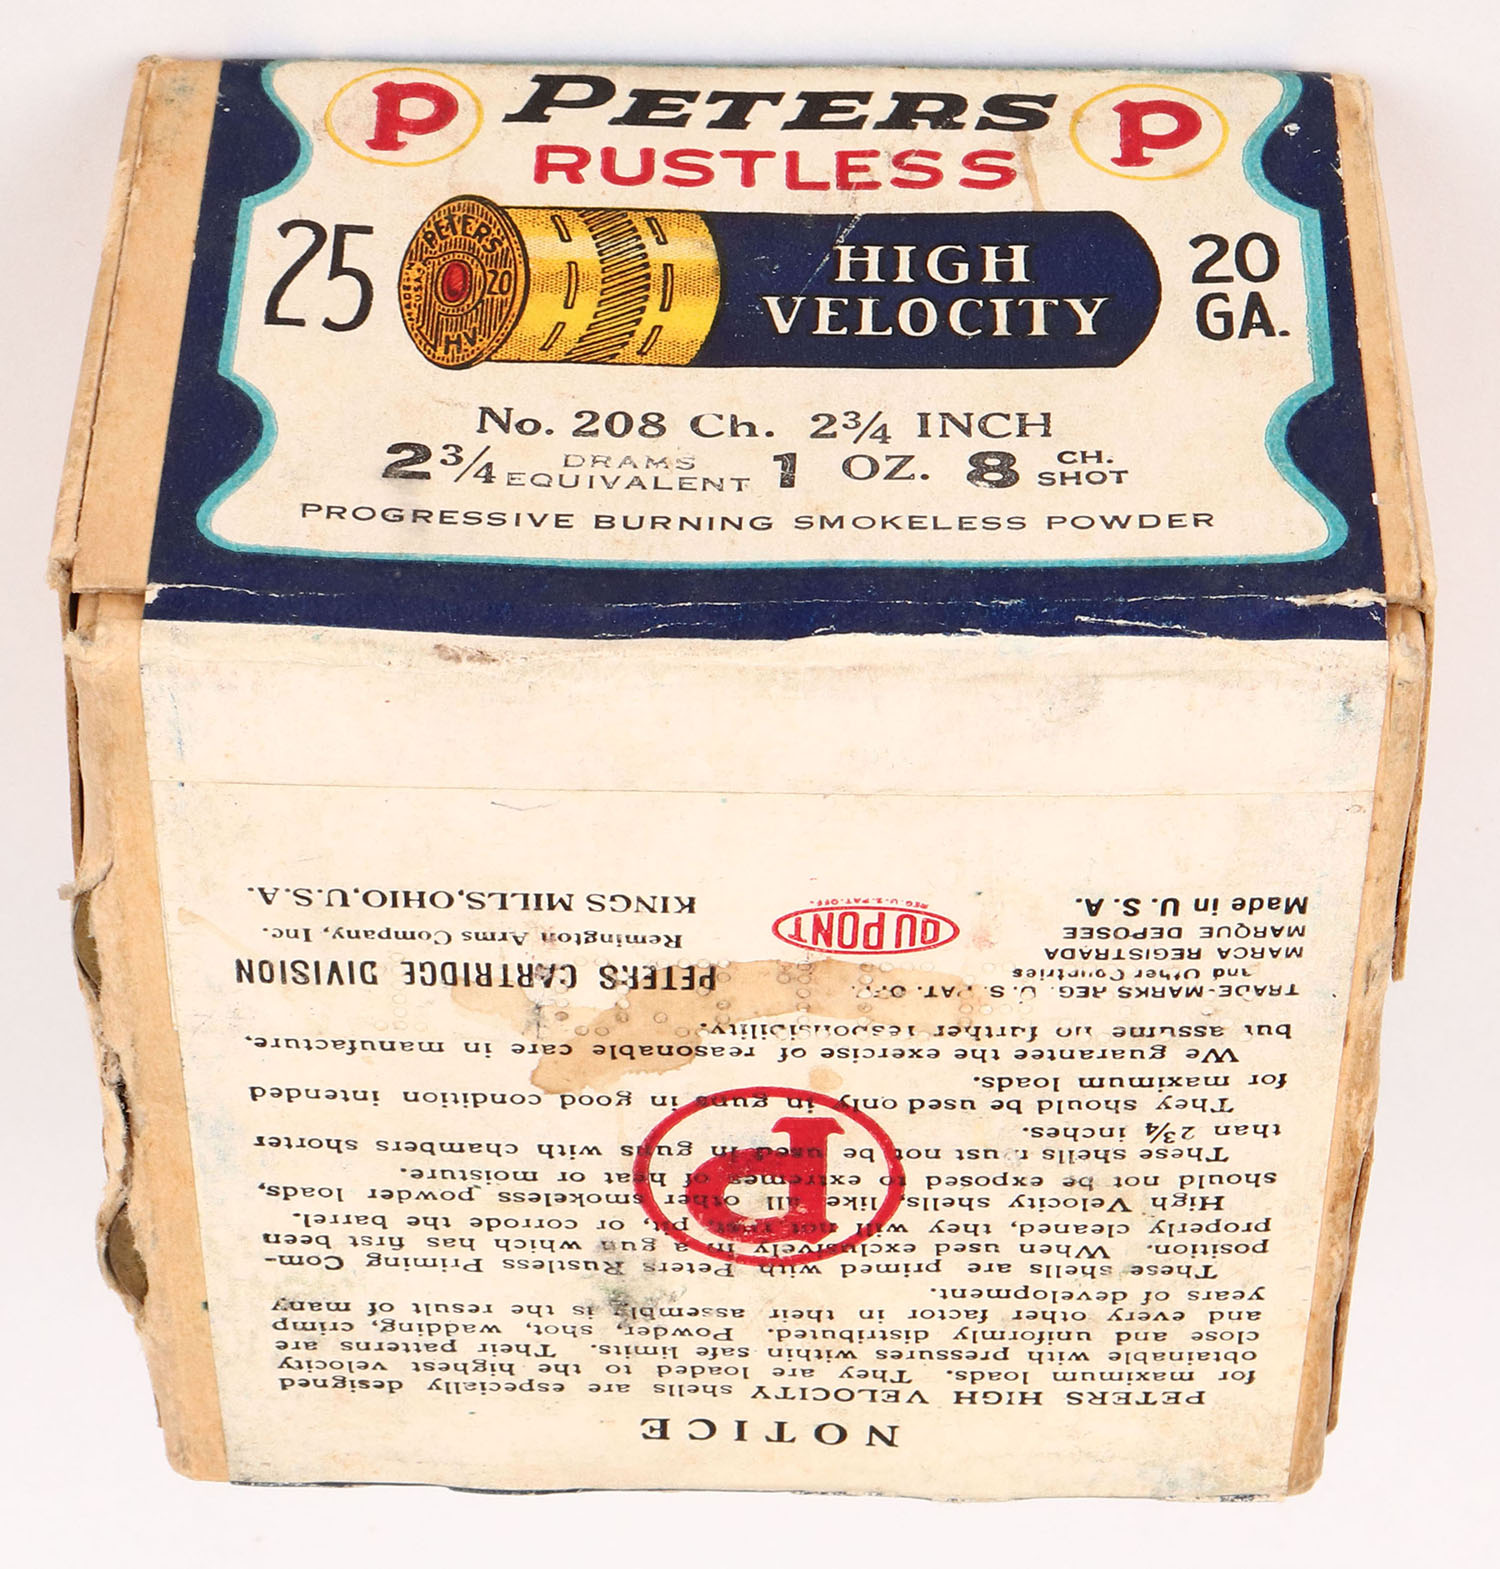 P PETERS P
RUSTLESS
25
PETERS
20
MADE IN
U.S.A.
H.V.
HIGH
VELOCITY
20
GA.
No. 208 Ch. 2¾ INCH
2¾ DRAMS EQUIVALENT 1 OZ. 8 CH. SHOT
PROGRESSIVE BURNING SMOKELESS POWDER
NOTICE
PETERS HIGH VELOCITY shells are especially designed
for maximum loads. They are loaded to the highest velocity
obtainable with pressures within safe limits. Their patterns are
close and uniformly distributed. Powder, shot, wadding, crimp
and every other factor in their assembly is the result of many
years of development.
These shells are primed with Peters Rustless Priming Com-
position. When used exclusively in a gun which has first been
properly cleaned, they will not rust, pit, or corrode the barrel.
High Velocity shells, like all other smokeless powder loads,
should not be exposed to extremes of heat or moisture.
These shells must not be used in guns with chambers shorter
than 2¾ inches.
They should be used only in guns in good condition intended
for maximum loads.
We guarantee the exercise of reasonable care in manufacture,
but assume no further responsibility.
P
TRADE-MARKS REG. U.S. PAT. OFF.
and Other Countries
MARCA REGISTRADA
MARQUE DEPOSEE
Made in U.S.A.
DU PONT
REG. U.S. PAT. OFF.
PETERS CARTRIDGE DIVISION
Remington Arms Company, Inc.
KINGS MILLS, OHIO, U.S.A.